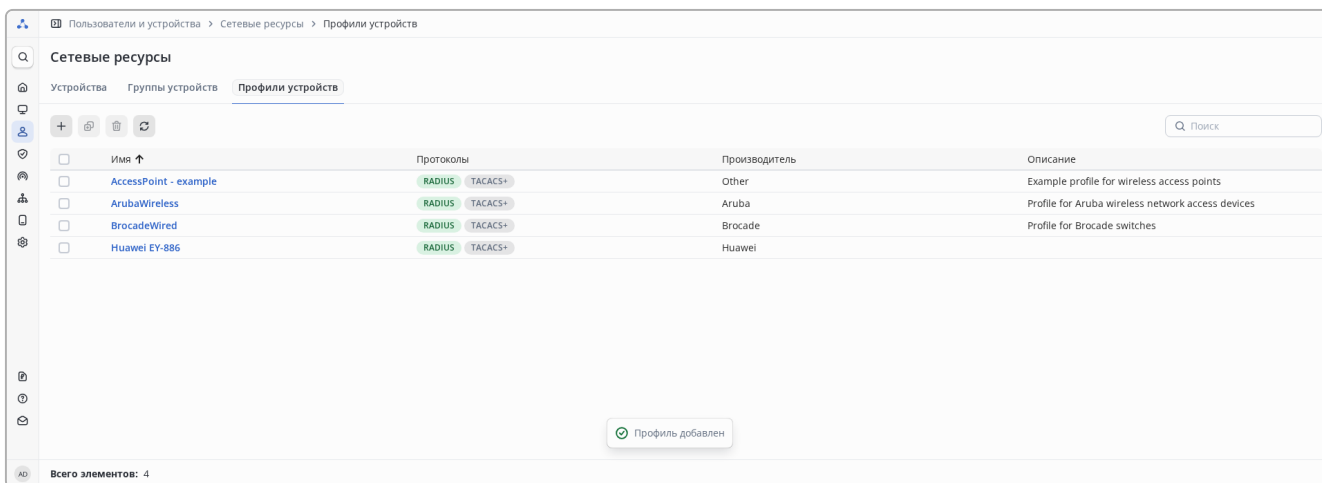 Пользователи и устройства > Сетевые ресурсы > Профили устройств
Сетевые ресурсы
Устройства Группы устройств Профили устройств
Поиск
Имя Протоколы Производитель Описание
AccessPoint - example RADIUS TACACS+ Other Example profile for wireless access points
ArubaWireless RADIUS TACACS+ Aruba Profile for Aruba wireless network access devices
BrocadeWired RADIUS TACACS+ Brocade Profile for Brocade switches
Huawei EY-886 RADIUS TACACS+ Huawei
Профиль добавлен
AD Всего элементов: 4